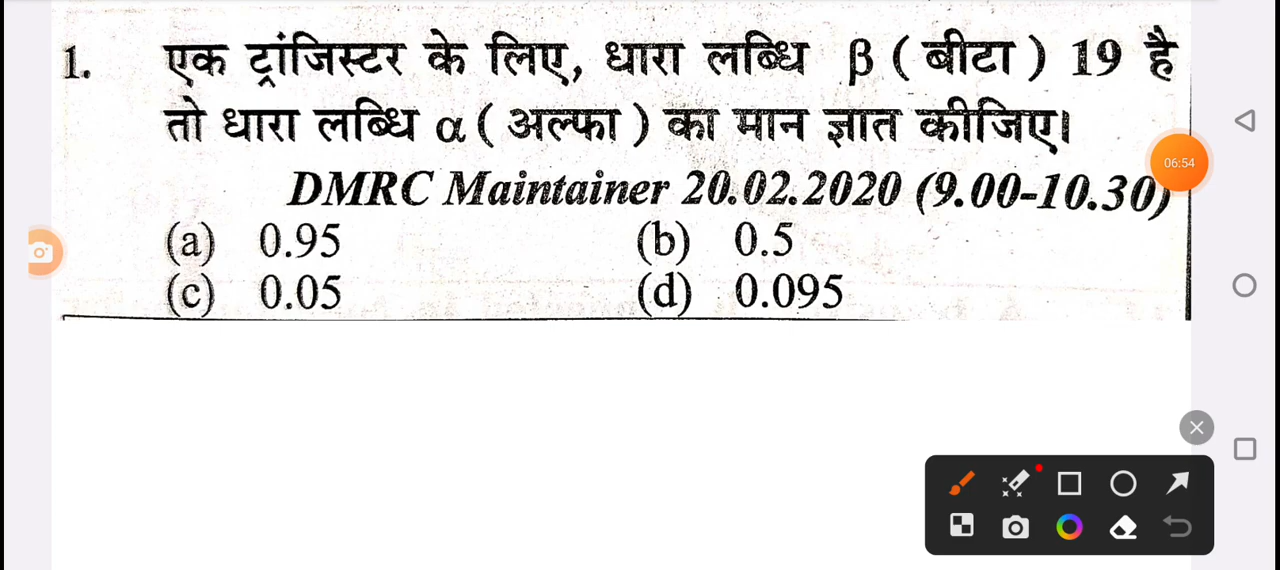 1. एक ट्रांजिस्टर के लिए, धारा लब्धि β ( बीटा ) 19 है
तो धारा लब्धि α ( अल्फा ) का मान ज्ञात कीजिए।
06:54
DMRC Maintainer 20.02.2020 (9.00-10.30)
(a) 0.95 (b) 0.5
(c) 0.05 (d) 0.095